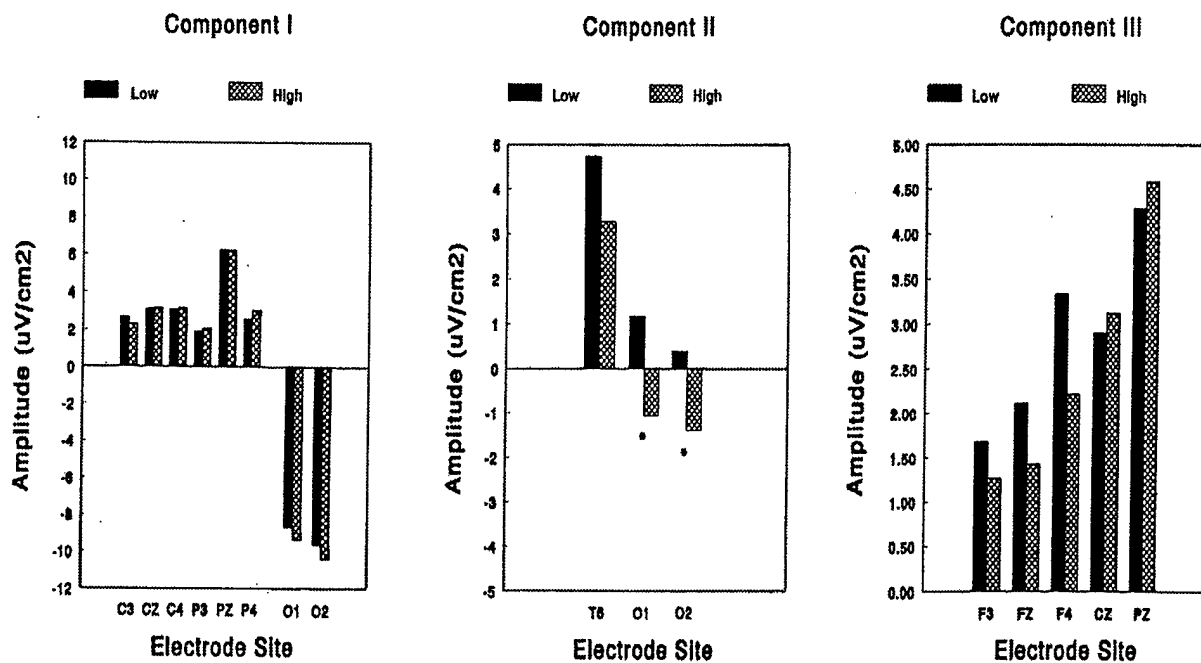 Component I
Low High
12
10
8
6
4
2
0
-2
-4
-6
-8
-10
-12
Amplitude (uV/cm2)
C3 CZ C4 P3 PZ P4 O1 O2
Electrode Site
Component II
Low High
5
4
3
2
1
0
-1
-2
-3
-4
-5
Amplitude (uV/cm2)
* *
T6 O1 O2
Electrode Site
Component III
Low High
5.00
4.50
4.00
3.50
3.00
2.50
2.00
1.50
1.00
0.50
0.00
Amplitude (uV/cm2)
F3 FZ F4 CZ PZ
Electrode Site